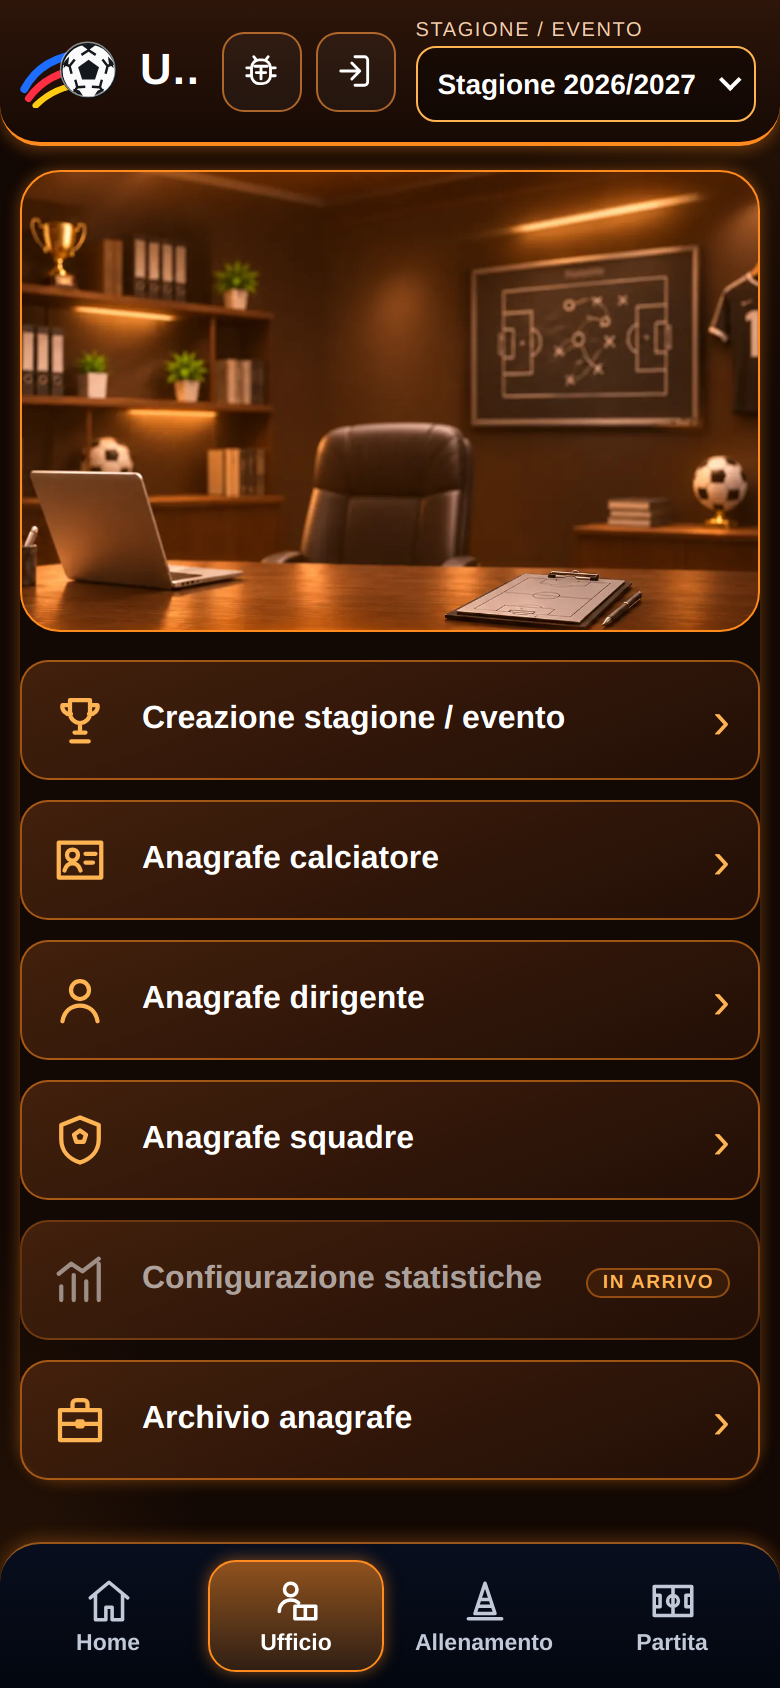 U..
STAGIONE / EVENTO
Stagione 2026/2027
Creazione stagione / evento
Anagrafe calciatore
Anagrafe dirigente
Anagrafe squadre
Configurazione statistiche
IN ARRIVO
Archivio anagrafe
Home
Ufficio
Allenamento
Partita